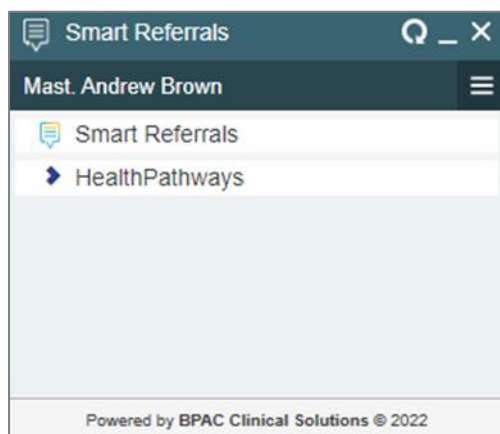 Smart Referrals
Mast. Andrew Brown
Smart Referrals
HealthPathways
Powered by BPAC Clinical Solutions © 2022